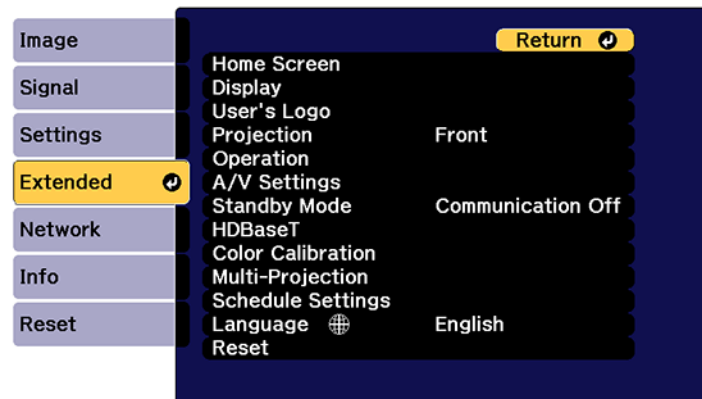 Image
Signal
Settings
Extended
Network
Info
Reset
Return
Home Screen
Display
User's Logo
Projection Front
Operation
A/V Settings
Standby Mode Communication Off
HDBaseT
Color Calibration
Multi-Projection
Schedule Settings
Language English
Reset